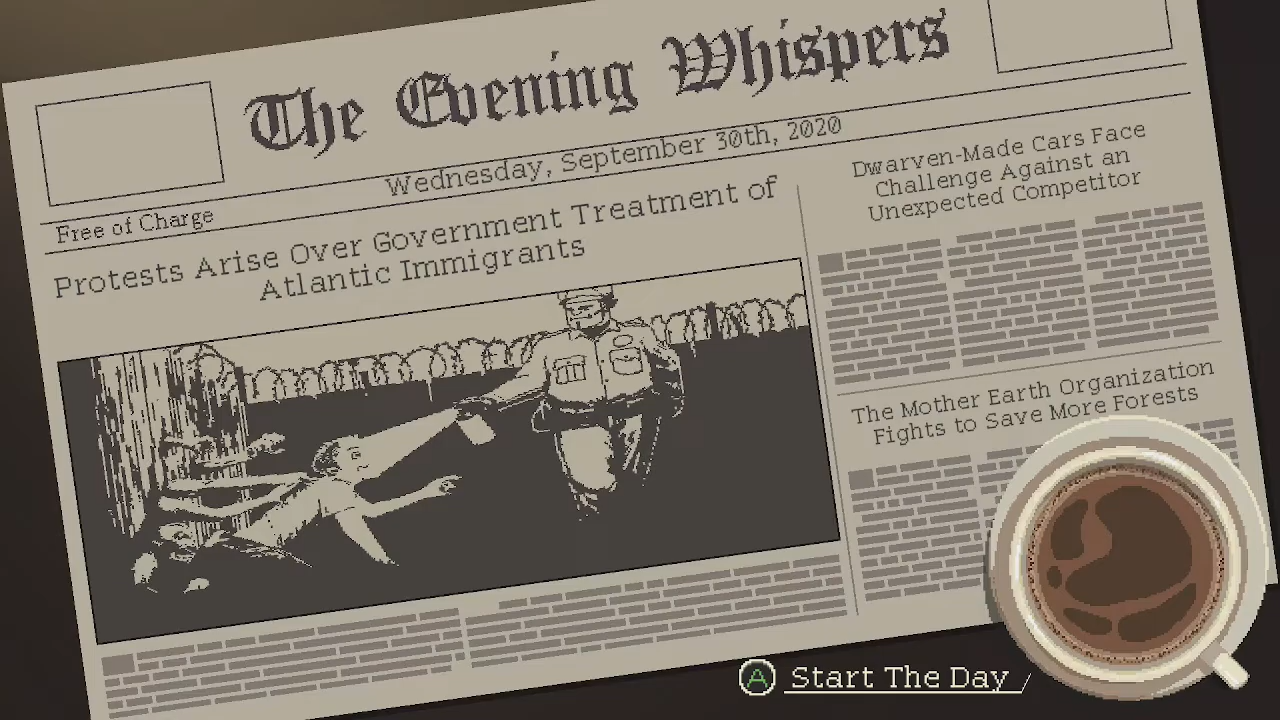 The Evening Whispers
Wednesday, September 30th, 2020
Free of Charge
Protests Arise Over Government Treatment of
Atlantic Immigrants
Dwarven-Made Cars Face
Challenge Against an
Unexpected Competitor
The Mother Earth Organization
Fights to Save More Forests
A Start The Day